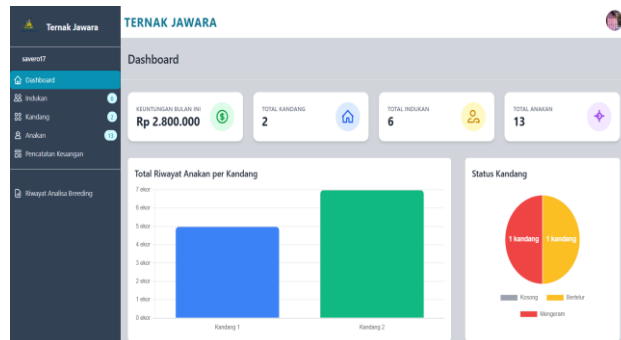 Ternak Jawara
TERNAK JAWARA
savero17
Dashboard
Indukan 6
Kandang 2
Anakan 13
Pencatatan Keuangan
Riwayat Analisa Breeding
Dashboard
KEUNTUNGAN BULAN INI
Rp 2.800.000
TOTAL KANDANG
2
TOTAL INDUKAN
6
TOTAL ANAKAN
13
Total Riwayat Anakan per Kandang
7 ekor
6 ekor
5 ekor
4 ekor
3 ekor
2 ekor
1 ekor
0 ekor
Kandang 1
Kandang 2
Status Kandang
1 kandang
1 kandang
Kosong
Bertelur
Mengeram